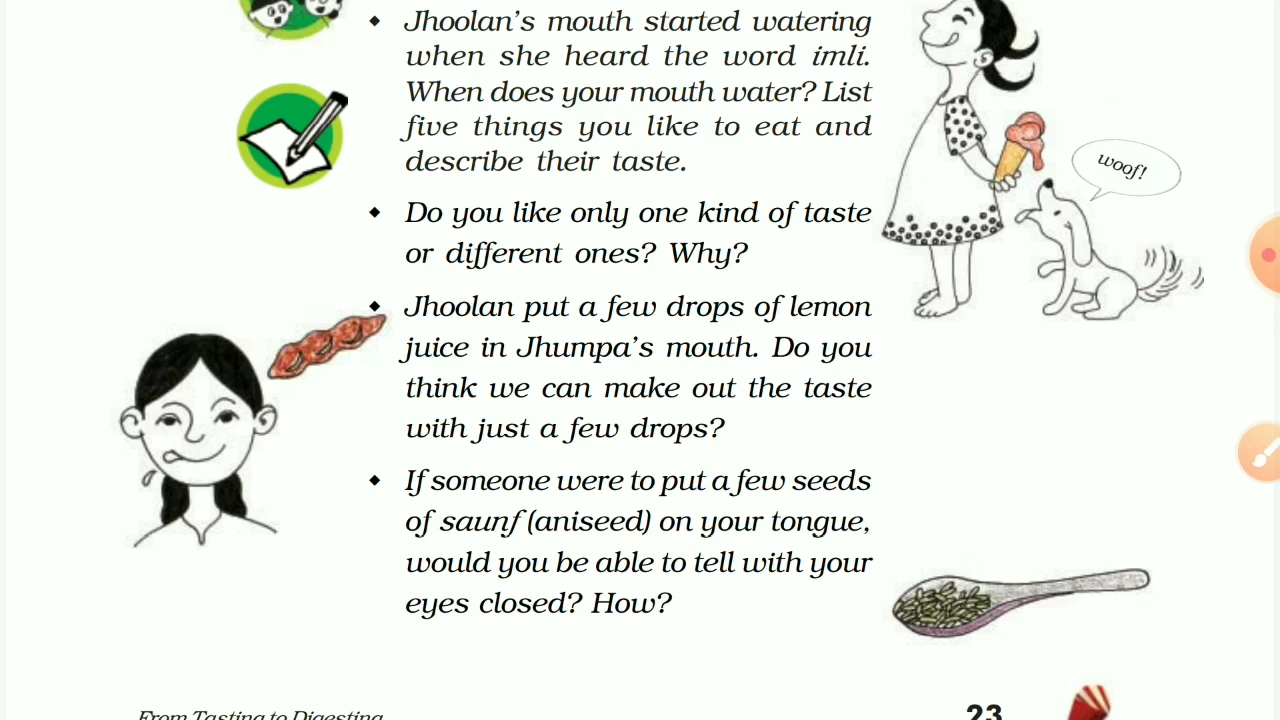 Jhoolan's mouth started watering
when she heard the word imli.
When does your mouth water? List
five things you like to eat and
describe their taste.
woof!
Do you like only one kind of taste
or different ones? Why?
Jhoolan put a few drops of lemon
juice in Jhumpa's mouth. Do you
think we can make out the taste
with just a few drops?
If someone were to put a few seeds
of saunf (aniseed) on your tongue,
would you be able to tell with your
eyes closed? How?
From Tasting to Digesting
23